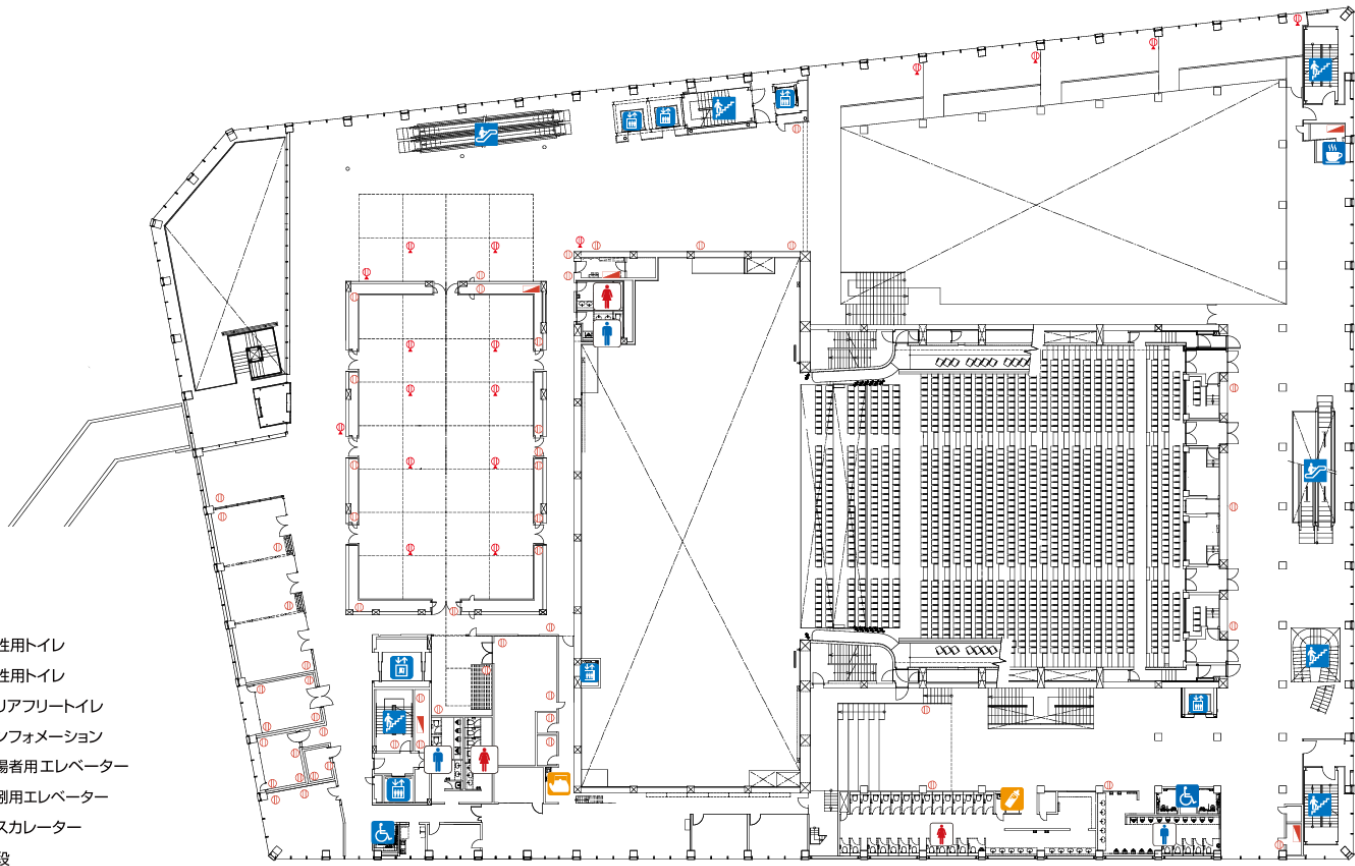 性用トイレ
性用トイレ
リアフリートイレ
ンフォメーション
場者用エレベーター
用エレベーター
スカレーター
段